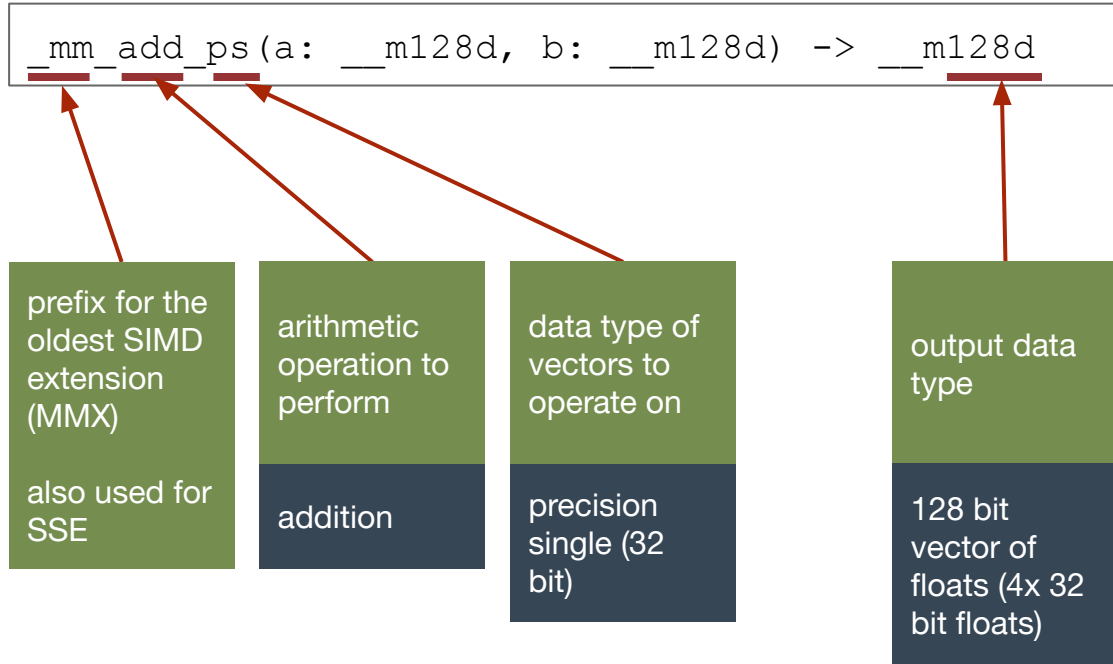 _mm_add_ps(a: __m128d, b: __m128d) -> __m128d
prefix for the
oldest SIMD
extension
(MMX)
also used for
SSE
arithmetic
operation to
perform
addition
data type of
vectors to
operate on
precision
single (32
bit)
output data
type
128 bit
vector of
floats (4x 32
bit floats)